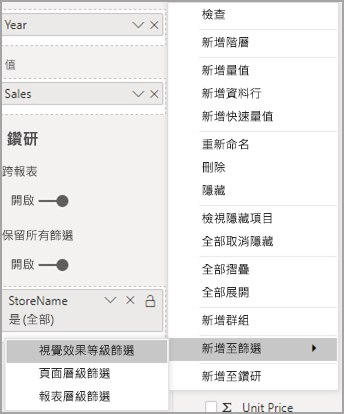 Year
值
Sales
鑽研
跨報表
開啟
保留所有篩選
開啟
StoreName
是 (全部)
檢查
新增階層
新增量值
新增資料行
新增快速量值
重新命名
刪除
隱藏
檢視隱藏項目
全部取消隱藏
全部摺疊
全部展開
新增群組
新增至篩選
新增至鑽研
視覺效果等級篩選
頁面層級篩選
報表層級篩選
Unit Price